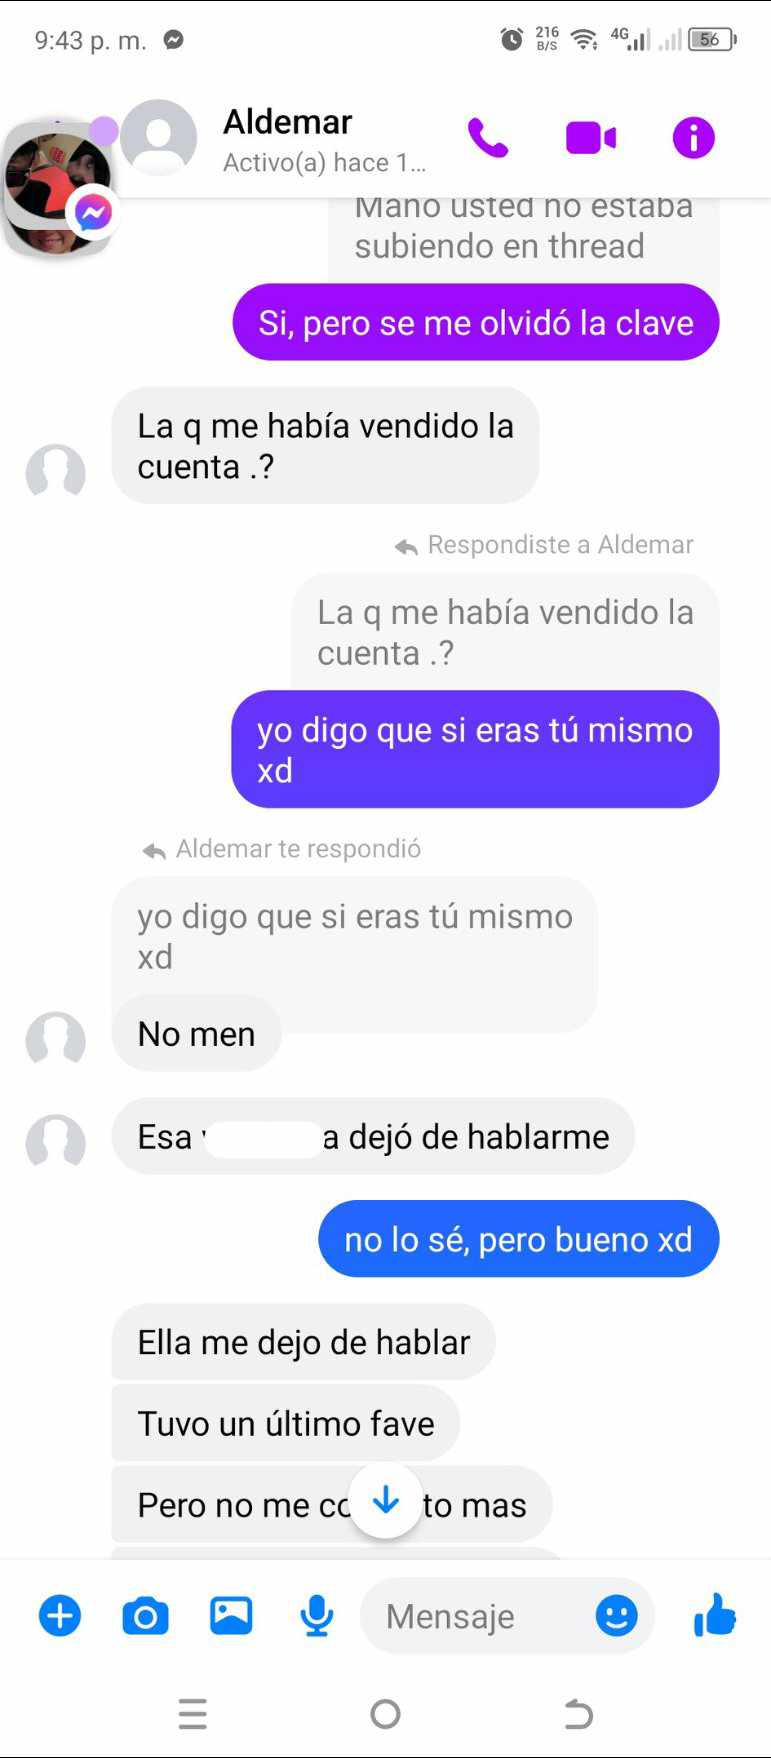 9:43 p. m.
216
B/S
4G
56
Aldemar
Activo(a) hace 1...
Mano usted no estaba
subiendo en thread
Si, pero se me olvidó la clave
La q me había vendido la
cuenta .?
Respondiste a Aldemar
La q me había vendido la
cuenta .?
yo digo que si eras tú mismo
xd
Aldemar te respondió
yo digo que si eras tú mismo
xd
No men
Esa a dejó de hablarme
no lo sé, pero bueno xd
Ella me dejo de hablar
Tuvo un último fave
Pero no me mas
Mensaje